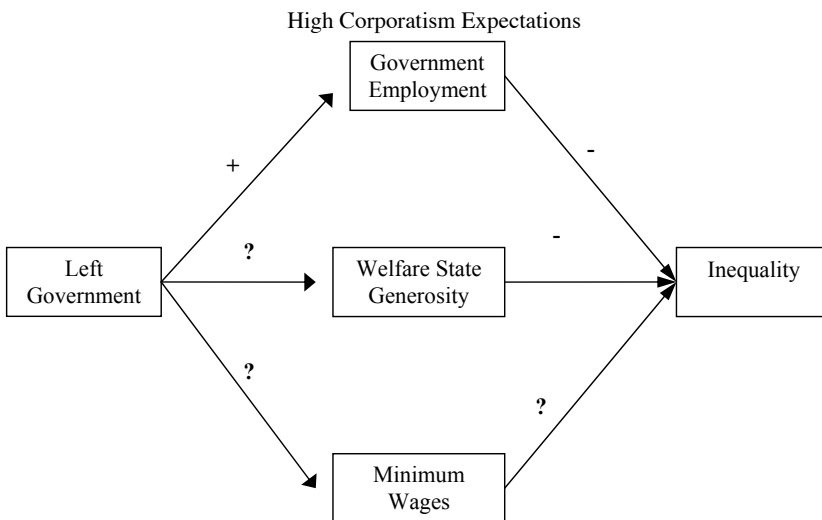 High Corporatism Expectations
Government
Employment
+
-
?
-
Left
Government
Welfare State
Generosity
Inequality
?
?
Minimum
Wages